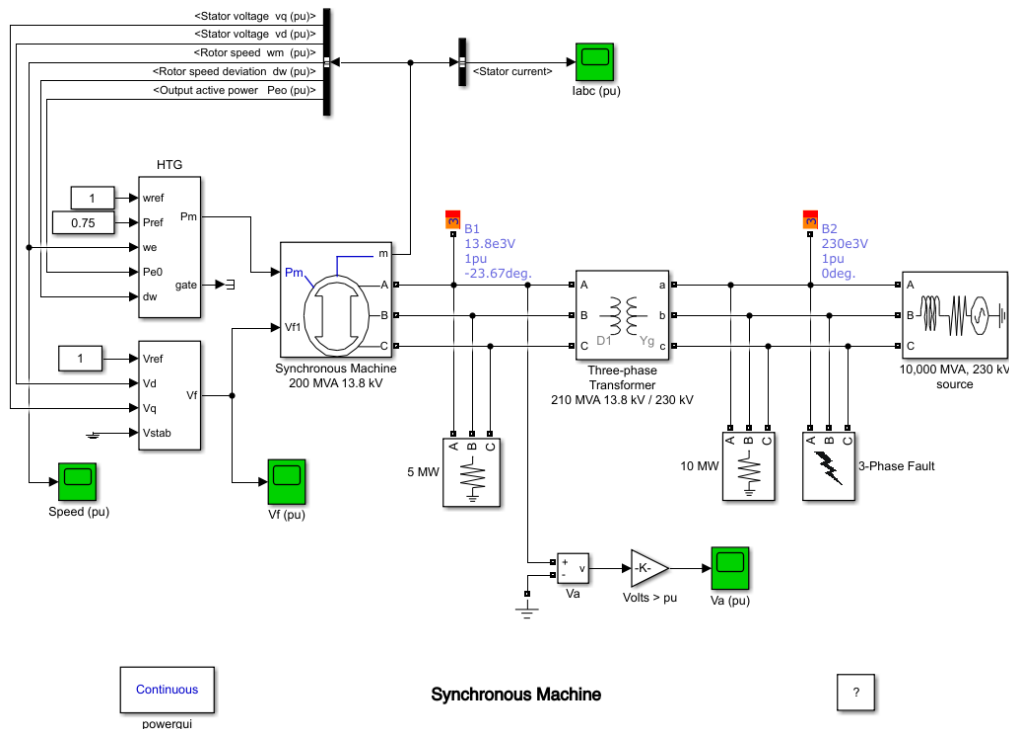 <Stator voltage vq (pu)>
<Stator voltage vd (pu)>
<Rotor speed wm (pu)>
<Rotor speed deviation dw (pu)>
<Output active power Peo (pu)>
<Stator current>
Iabc (pu)
HTG
1
wref
0.75
Pref
we
Pe0
dw
Pm
gate
1
Vref
Vd
Vq
Vstab
Vf
Speed (pu)
Vf (pu)
Pm
Vf1
m
A
B
C
Synchronous Machine
200 MVA 13.8 kV
3
B1
13.8e3V
1pu
-23.67deg.
A
B
C
D1
Yg
a
b
c
Three-phase
Transformer
210 MVA 13.8 kV / 230 kV
3
B2
230e3V
1pu
0deg.
A
B
C
10,000 MVA, 230 kV
source
A B C
5 MW
A B C
10 MW
A B C
3-Phase Fault
+
-
v
Va
-K-
Volts > pu
Va (pu)
Continuous
powergui
Synchronous Machine
?